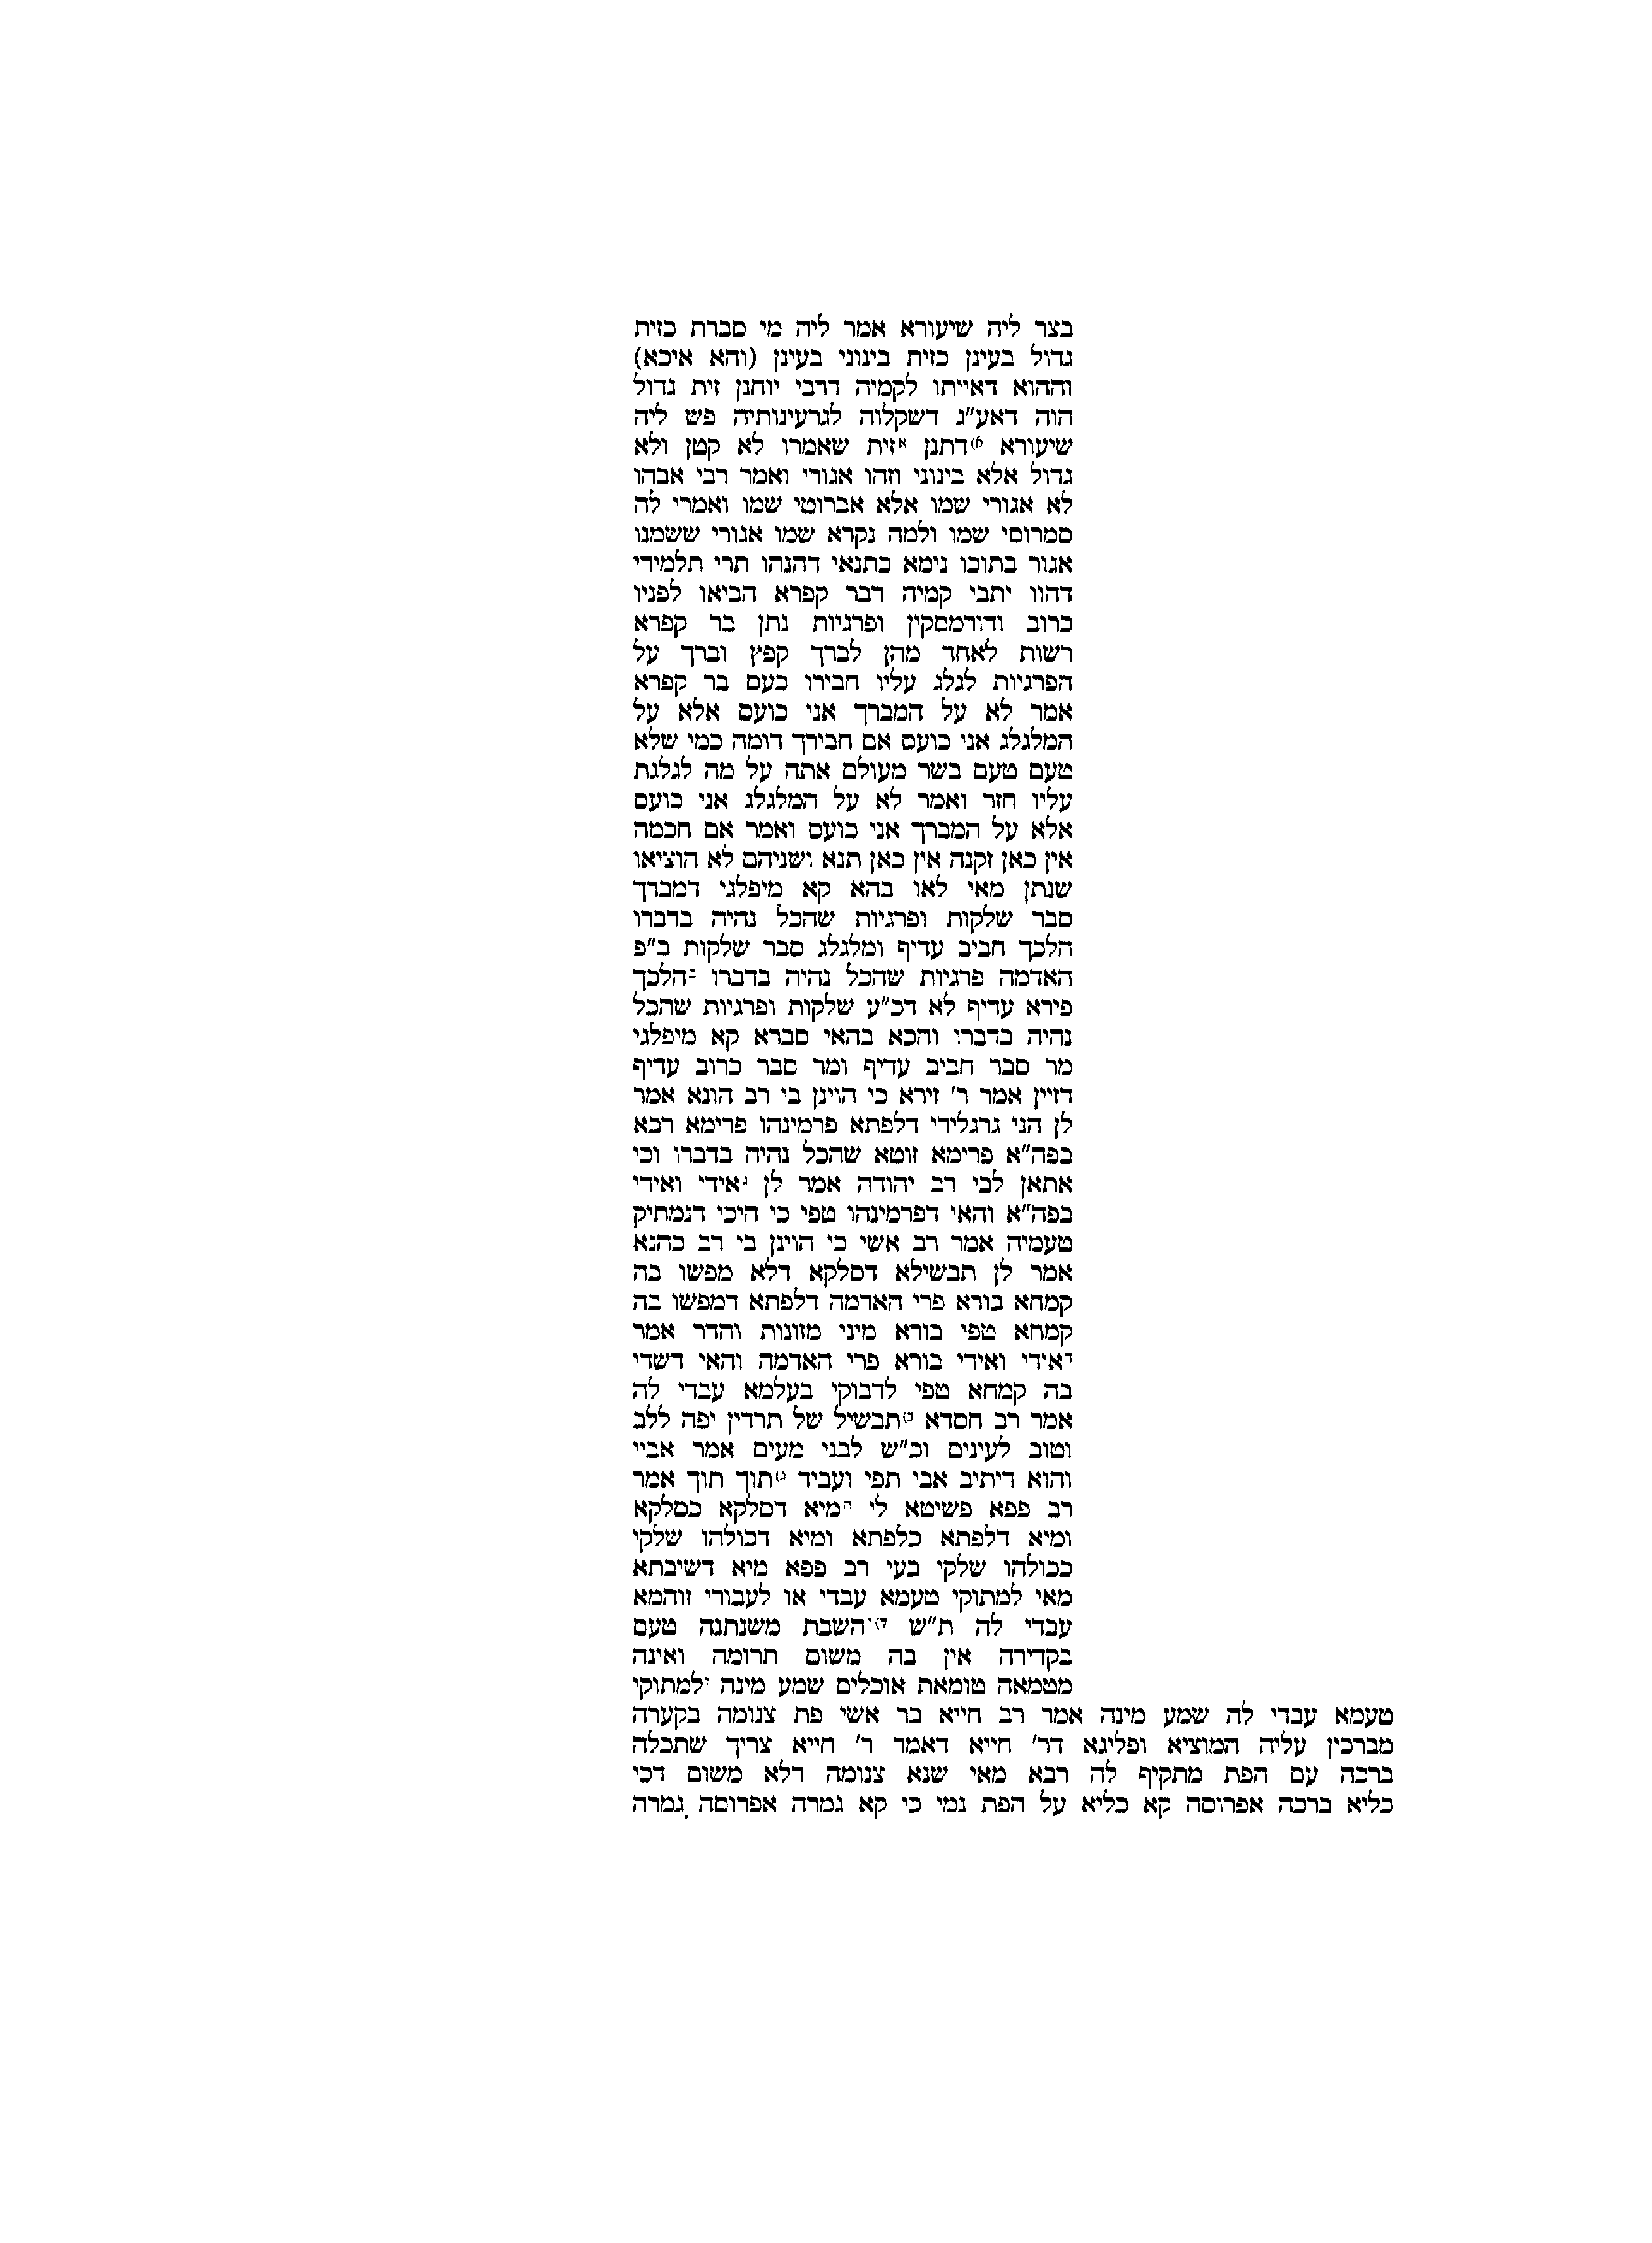 בצר ליה שיעורא אמר ליה מי סברת כזית
גדול בעינן כזית בינוני בעינן (והא איכא)
וההוא דאייתו לקמיה דרבי יוחנן זית גדול
הוה דאע״ג דשקלוה לגרעינותיה פש ליה
שיעורא ⁶⁾דתנן ᵃזית שאמרו לא קטן ולא
גדול אלא בינוני וזהו אגורי ואמר רבי אבהו
לא אגורי שמו אלא אברוטי שמו ואמרי לה
סמרוסי שמו ולמה נקרא שמו אגורי ששמנו
אגור בתוכו נימא כתנאי דהנהו תרי תלמידי
דהוו יתבי קמיה דבר קפרא הביאו לפניו
כרוב ודורמסקין ופרגיות נתן בר קפרא
רשות לאחד מהן לברך קפץ וברך על
הפרגיות לגלג עליו חבירו כעס בר קפרא
אמר לא על המברך אני כועס אלא על
המלגלג אני כועס אם חבירך דומה כמי שלא
טעם טעם בשר מעולם אתה על מה לגלגת
עליו חזר ואמר לא על המלגלג אני כועס
אלא על המברך אני כועס ואמר אם חכמה
אין כאן זקנה אין כאן תנא ושניהם לא הוציאו
שנתן מאי לאו בהא קא מיפלגי דמברך
סבר שלקות ופרגיות שהכל נהיה בדברו
הלכך חביב עדיף ומלגלג סבר שלקות ב״פ
האדמה פרגיות שהכל נהיה בדברו ב הלכך
פירא עדיף לא דכ״ע שלקות ופרגיות שהכל
נהיה בדברו והכא בהאי סברא קא מיפלגי
מר סבר חביב עדיף ומר סבר כרוב עדיף
דזיין אמר ר׳ זירא כי הוינן בי רב הונא אמר
לן הני גרגלידי דלפתא פרמינהו פרימא רבא
בפה״א פרימא זוטא שהכל נהיה בדברו וכי
אתאן לבי רב יהודה אמר לן ג אידי ואידי
בפה״א והאי דפרמינהו טפי כי היכי דנמתיק
טעמיה אמר רב אשי כי הוינן בי רב כהנא
אמר לן תבשילא דסלקא דלא מפשו בה
קמחא בורא פרי האדמה דלפתא דמפשו בה
קמחא טפי בורא מיני מזונות והדר אמר
ד אידי ואידי בורא פרי האדמה והאי דשדי
בה קמחא טפי לדבוקי בעלמא עבדי לה
אמר רב חסדא ב) תבשיל של תרדין יפה ללב
וטוב לעינים וכ״ש לבני מעים אמר אביי
והוא דיתיב אבי תפי ועביד ג) תוך תוך אמר
רב פפא פשיטא לי ה מיא דסלקא כסלקא
ומיא דלפתא כלפתא ומיא דכולהו שלקי
ככולהו שלקי בעי רב פפא מיא דשיבתא
מאי למתוקי טעמא עבדי או לעבורי זוהמא
עבדי לה ת״ש ד) ו השבת משנתנה טעם
בקדירה אין בה משום תרומה ואינה
מטמאה טומאת אוכלים שמע מינה ז למתוקי
טעמא עבדי לה שמע מינה אמר רב חייא בר אשי פת צנומה בקערה
מברכין עליה המוציא ופליגא דר׳ חייא דאמר ר׳ חייא צריך שתכלה
ברכה עם הפת מתקיף לה רבא מאי שנא צנומה דלא משום דכי
כליא ברכה אפרוסה קא כליא על הפת נמי כי קא גמרה אפרוסה גמרה